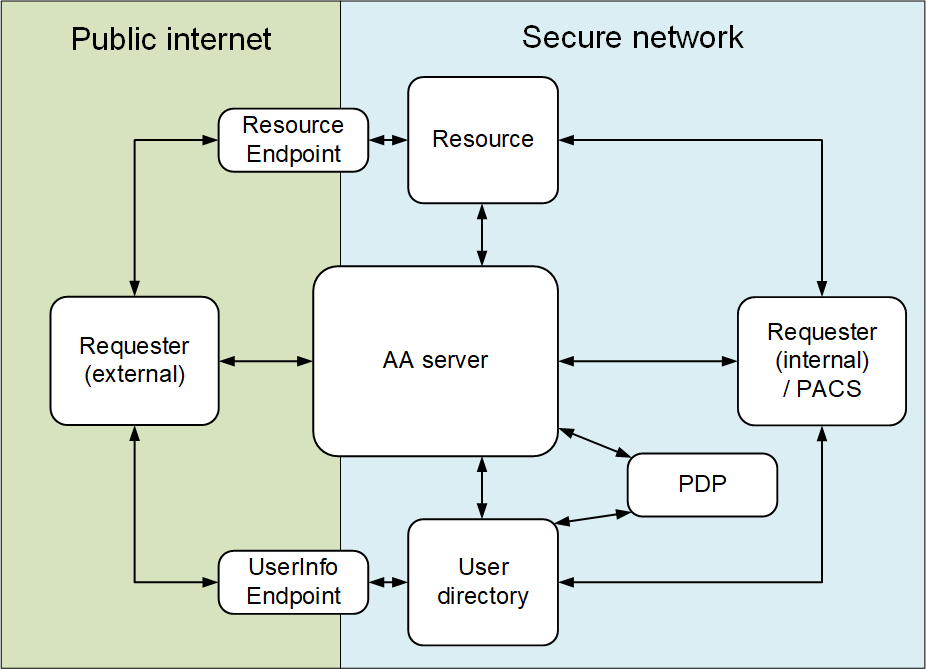 Public internet
Secure network
Resource
Endpoint
Resource
Requester
(external)
AA server
Requester
(internal)
/ PACS
PDP
UserInfo
Endpoint
User
directory